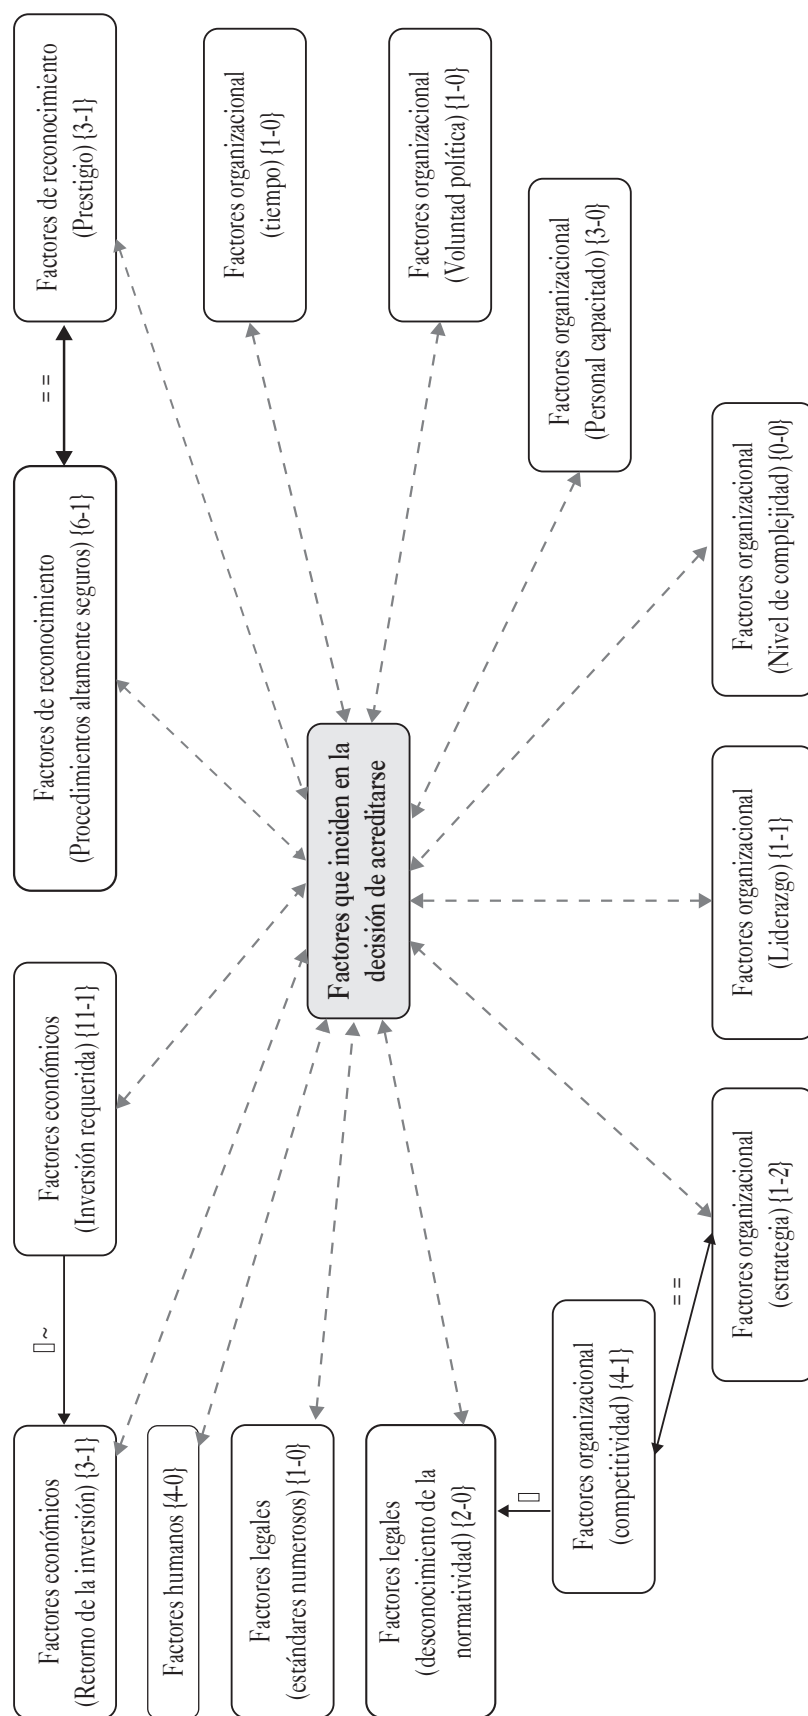 Factores económicos
(Retorno de la inversión) {3-1}
~
Factores económicos
(Inversión requerida) {11-1}
Factores de reconocimiento
(Procedimientos altamente seguros) {6-1}
= =
Factores de reconocimiento
(Prestigio) {3-1}
Factores humanos {4-0}
Factores legales
(estándares numerosos) {1-0}
Factores organizacional
(tiempo) {1-0}
Factores que inciden en la
decisión de acreditarse
Factores legales
(desconocimiento de la
normatividad) {2-0}
Factores organizacional
(Voluntad política) {1-0}
Factores organizacional
(competitividad) {4-1}
= =
Factores organizacional
(Personal capacitado) {3-0}
Factores organizacional
(estrategia) {1-2}
Factores organizacional
(Liderazgo) {1-1}
Factores organizacional
(Nivel de complejidad) {0-0}